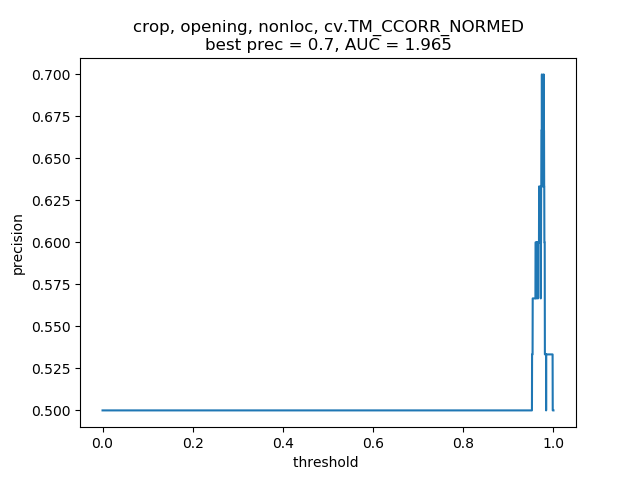 crop, opening, nonloc, cv.TM_CCORR_NORMED
best prec = 0.7, AUC = 1.965
0.700
0.675
0.650
0.625
0.600
0.575
0.550
0.525
0.500
precision
0.0 0.2 0.4 0.6 0.8 1.0
threshold